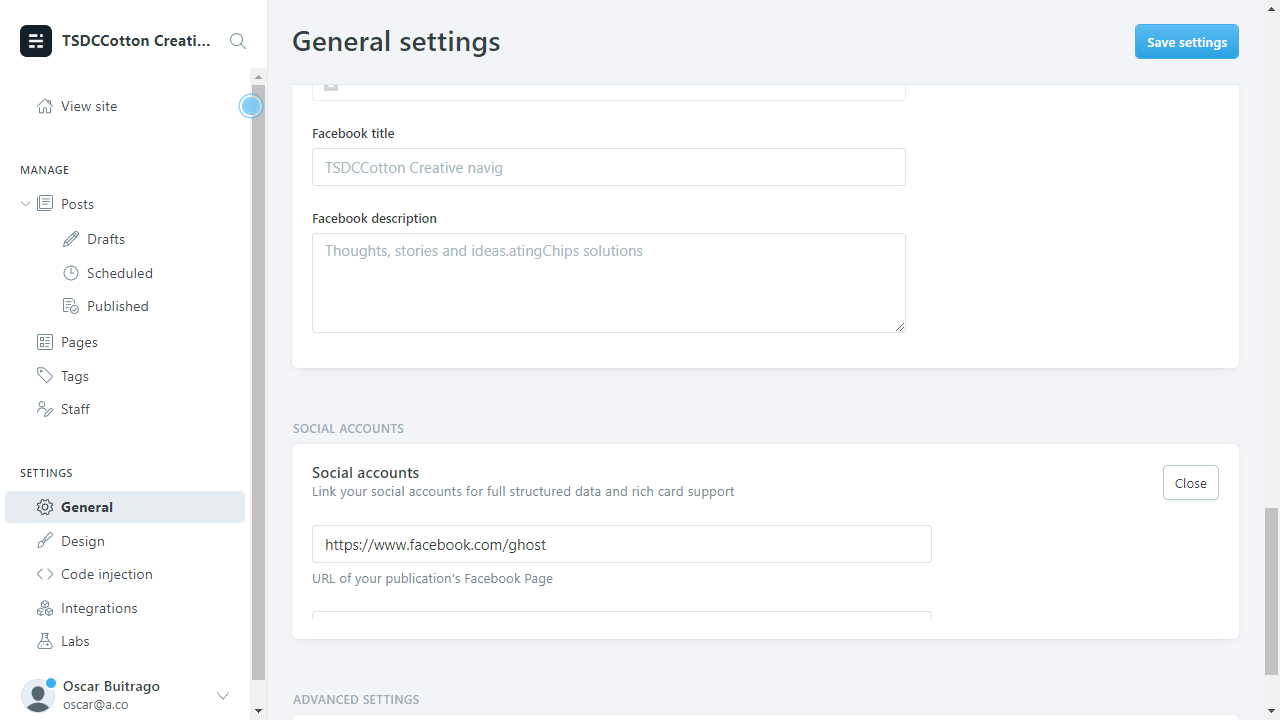 TSDCCotton Creati...
View site
MANAGE
Posts
Drafts
Scheduled
Published
Pages
Tags
Staff
SETTINGS
General
Design
Code injection
Integrations
Labs
Oscar Buitrago
oscar@a.co
General settings
Save settings
Facebook title
TSDCCotton Creative navig
Facebook description
Thoughts, stories and ideas.atingChips solutions
SOCIAL ACCOUNTS
Social accounts
Link your social accounts for full structured data and rich card support
Close
https://www.facebook.com/ghost
URL of your publication's Facebook Page
ADVANCED SETTINGS